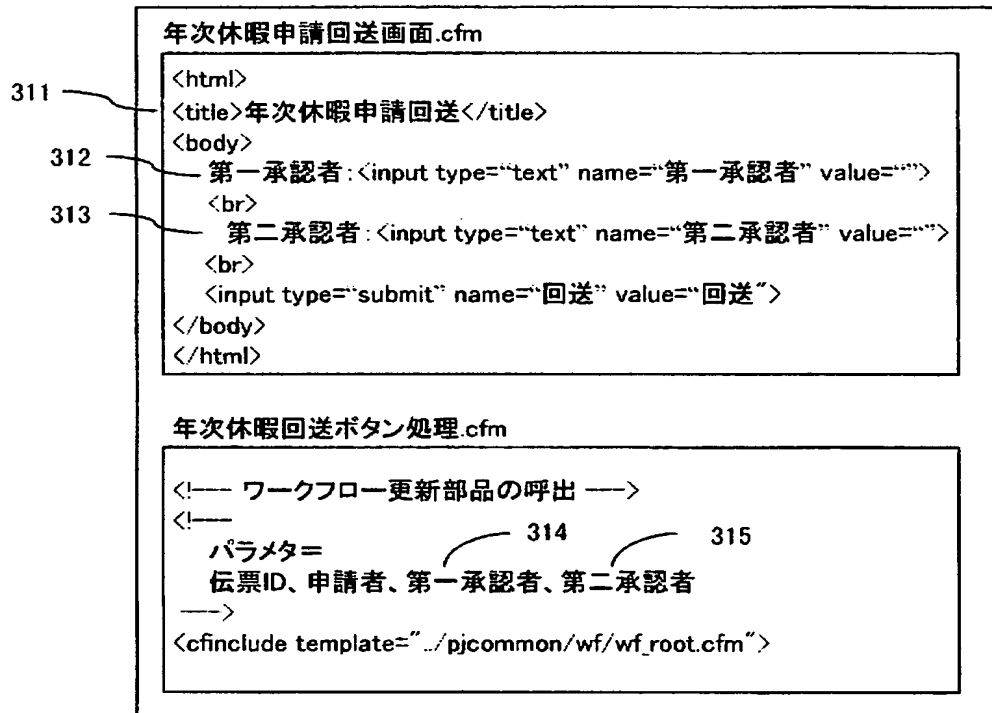 年次休暇申請回送画面.cfm
<html>
311
<title>年次休暇申請回送</title>
<body>
312
第一承認者:<input type="text" name="第一承認者" value="">
313
<br>
第二承認者:<input type="text" name="第二承認者" value="">
<br>
<input type="submit" name="回送" value="回送">
</body>
</html>
年次休暇回送ボタン処理.cfm
<!--- ワークフロー更新部品の呼出 --->
<!---
314
315
パラメタ=
伝票ID、申請者、第一承認者、第二承認者
--->
<cfinclude template="../pjcommon/wf/wf_root.cfm">